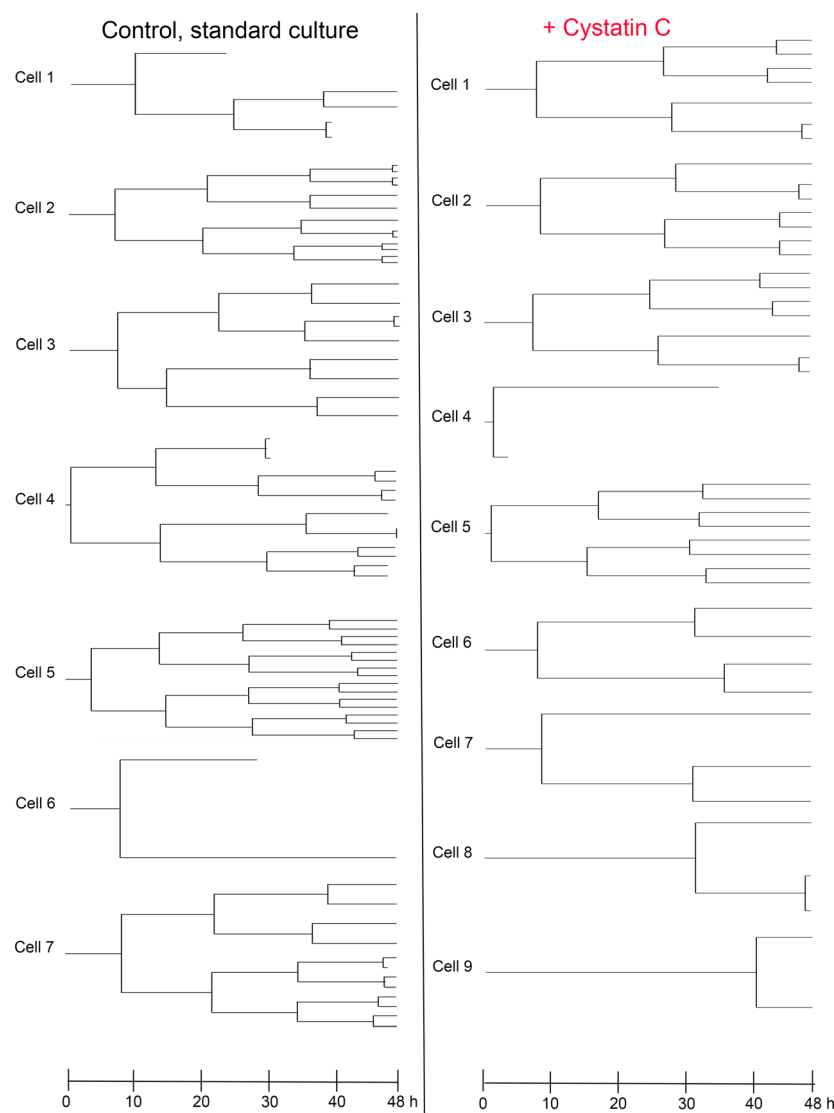 Control, standard culture
Cell 1
Cell 2
Cell 3
Cell 4
Cell 5
Cell 6
Cell 7
0 10 20 30 40 48 h
+ Cystatin C
Cell 1
Cell 2
Cell 3
Cell 4
Cell 5
Cell 6
Cell 7
Cell 8
Cell 9
0 10 20 30 40 48 h